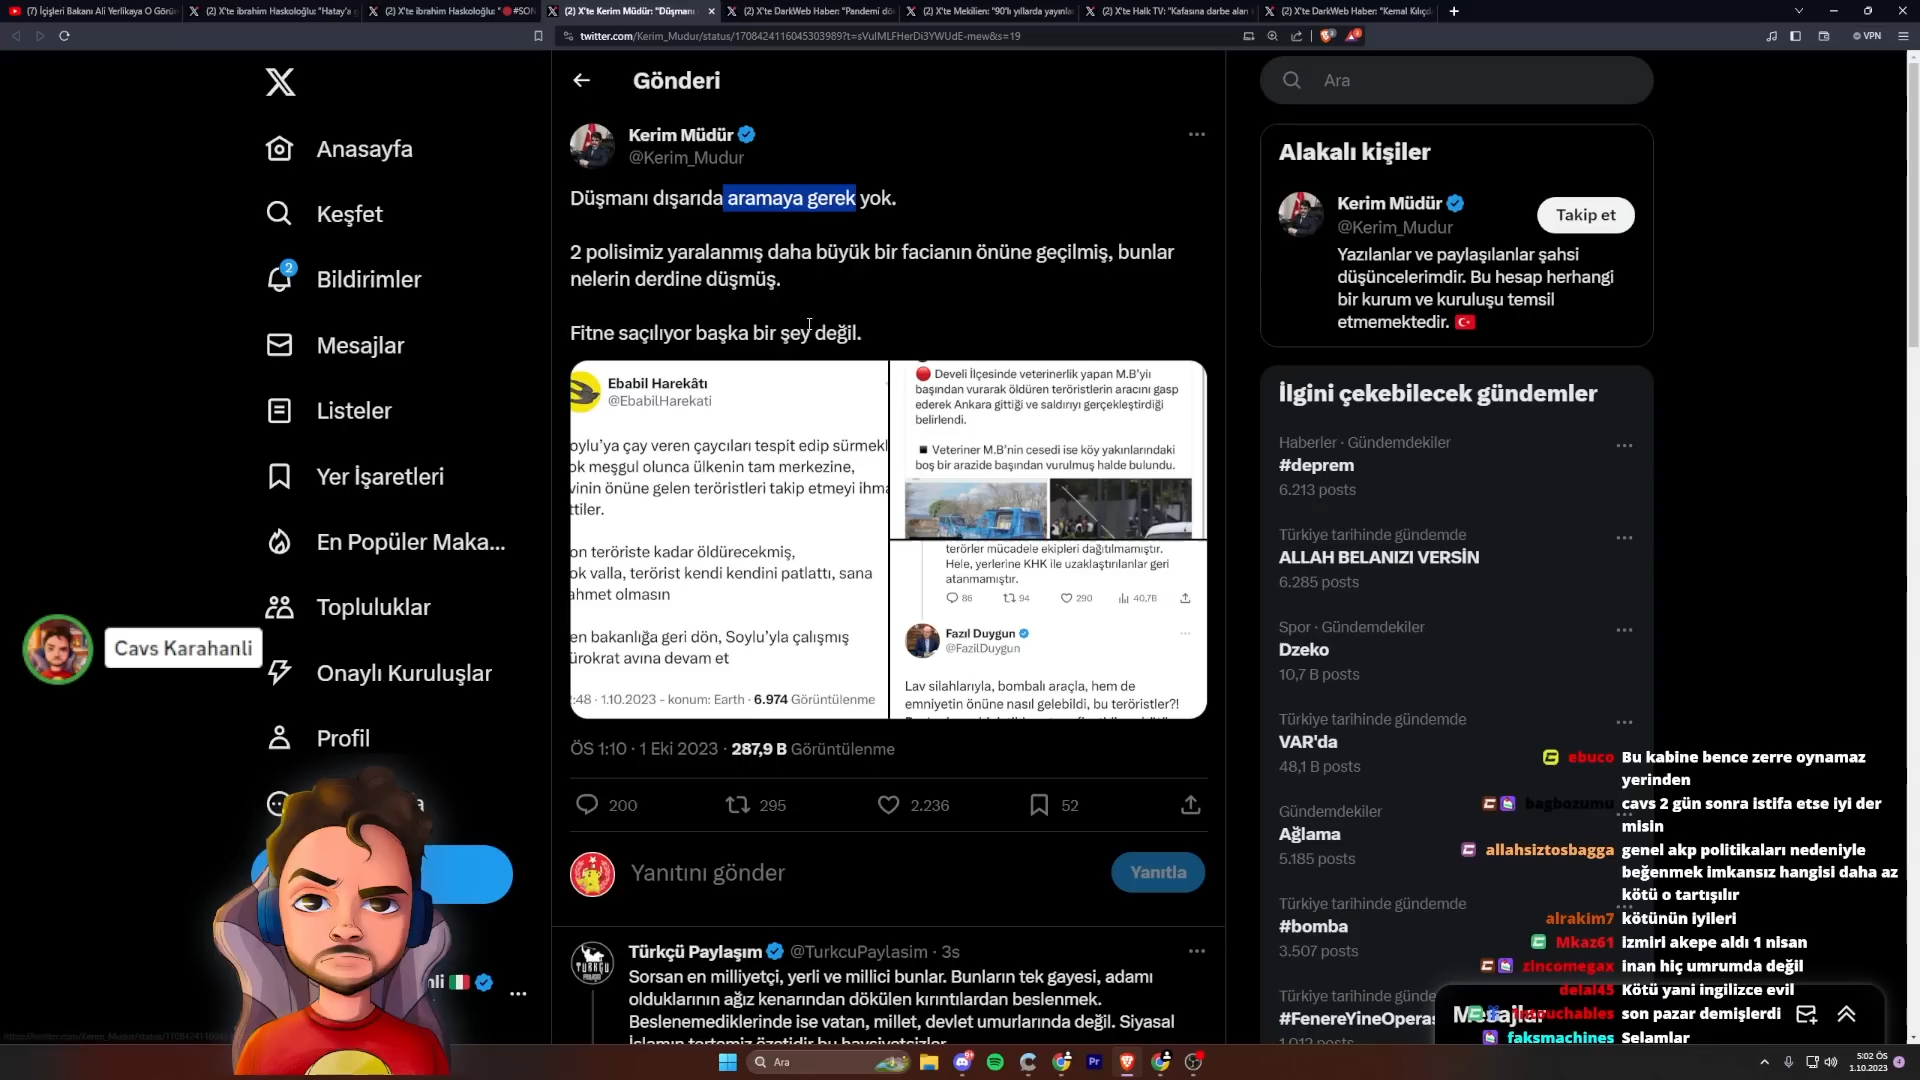 (7) İçişleri Bakanı Ali Yerlikaya O Görün
(2) X'te ibrahim Haskoloğlu: "Hatay'a g
(2) X'te ibrahim Haskoloğlu: "🔴#SON
(2) X'te Kerim Müdür: "Düşmanı
(2) X'te DarkWeb Haber: "Pandemi dö
(2) X'te Mekilien: "90'lı yıllarda yayınla
(2) X'te Halk TV: "Kafasına darbe alan
(2) X'te DarkWeb Haber: "Kemal Kılıçd
twitter.com/Kerim_Mudur/status/1708424116045303989?t=sVulMLFHerDi3YWUdE-mew&s=19
VPN
Anasayfa
Keşfet
2
Bildirimler
Mesajlar
Listeler
Yer İşaretleri
En Popüler Maka...
Topluluklar
Onaylı Kuruluşlar
Profil
Cavs Karahanli
Gönderi
Kerim Müdür
@Kerim_Mudur
Düşmanı dışarıda aramaya gerek yok.
2 polisimiz yaralanmış daha büyük bir facianın önüne geçilmiş, bunlar
nelerin derdine düşmüş.
Fitne saçılıyor başka bir şey değil.
Ebabil Harekâtı
@EbabilHarekati
oylu'ya çay veren çaycıları tespit edip sürmekl
ok meşgul olunca ülkenin tam merkezine,
vinin önüne gelen teröristleri takip etmeyi ihma
ttiler.
on teröriste kadar öldürecekmiş,
ok valla, terörist kendi kendini patlattı, sana
ahmet olmasın
en bakanlığa geri dön, Soylu'yla çalışmış
ürokrat avına devam et
:48 · 1.10.2023 - konum: Earth · 6.974 Görüntülenme
🔴 Develi İlçesinde veterinerlik yapan M.B'yi
başından vurarak öldüren teröristlerin aracını gasp
ederek Ankara gittiği ve saldırıyı gerçekleştirdiği
belirlendi.
◾ Veteriner M.B'nin cesedi ise köy yakınlarındaki
boş bir arazide başından vurulmuş halde bulundu.
terörler mücadele ekipleri dağıtılmamıştır.
Hele, yerlerine KHK ile uzaklaştırılanlar geri
atanmamıştır.
86 94 290 40,7B
Fazıl Duygun
@FazilDuygun
Lav silahlarıyla, bombalı araçla, hem de
emniyetin önüne nasıl gelebildi, bu teröristler?!
ÖS 1:10 · 1 Eki 2023 · 287,9 B Görüntülenme
200 295 2.236 52
Yanıtını gönder
Yanıtla
Türkçü Paylaşım @TurkcuPaylasim · 3s
Sorsan en milliyetçi, yerli ve millici bunlar. Bunların tek gayesi, adamı
olduklarının ağız kenarından dökülen kırıntılardan beslenmek.
Beslenemediklerinde ise vatan, millet, devlet umurlarında değil. Siyasal
İslamın tertemiz özetidir bu haysiyetsizler.
Ara
Alakalı kişiler
Kerim Müdür
@Kerim_Mudur
Takip et
Yazılanlar ve paylaşılanlar şahsi
düşüncelerimdir. Bu hesap herhangi
bir kurum ve kuruluşu temsil
etmemektedir. 🇹🇷
İlgini çekebilecek gündemler
Haberler · Gündemdekiler
#deprem
6.213 posts
Türkiye tarihinde gündemde
ALLAH BELANIZI VERSİN
6.285 posts
Spor · Gündemdekiler
Dzeko
10,7 B posts
Türkiye tarihinde gündemde
VAR'da
48,1 B posts
Gündemdekiler
Ağlama
5.185 posts
Türkiye tarihinde gündemde
#bomba
3.507 posts
Türkiye tarihinde günde
#FenereYineOperas
1.012 posts
Mesajlar
ebuco Bu kabine bence zerre oynamaz
yerinden
bagbozumu cavs 2 gün sonra istifa etse iyi der
misin
allahsiztosbagga genel akp politikaları nedeniyle
beğenmek imkansız hangisi daha az
kötü o tartışılır
alrakim7 kötünün iyileri
Mkaz61 izmiri akepe aldı 1 nisan
zincomegax inan hiç umrumda değil
delal45 Kötü yani ingilizce evil
son pazar demişlerdi
faksmachines Selamlar
Ara
5:02 ÖS
1.10.2023